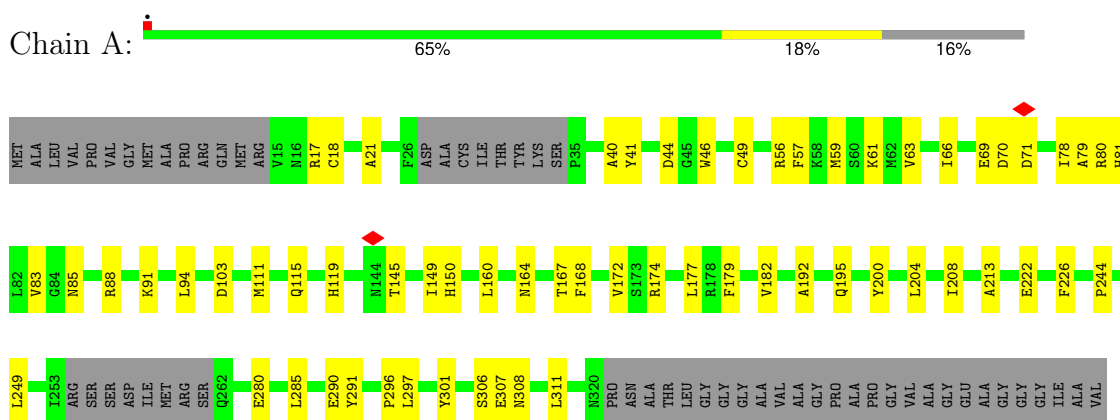 Chain A:
65% 18% 16%
MET ALA LEU VAL PRO VAL GLY MET ALA PRO ARG GLN MET ARG V15 N16 R17 C18 A21 F26 ASP ALA CYS ILE THR TYR LYS SER P35 A40 Y41 D44 G45 W46 C49 R56 F57 K58 M59 S60 K61 M62 V63 I66 E69 D70 D71 I78 A79 R80 H81
L82 V83 G84 N85 R88 K91 L94 D103 M111 Q115 H119 N144 T145 I149 H150 L160 N164 T167 F168 V172 S173 R174 L177 R178 F179 V182 A192 Q195 Y200 L204 I208 A213 E222 F226 P244
L249 I253 ARG SER SER ASP ILE MET ARG SER Q262 E280 L285 E290 Y291 P296 L297 Y301 S306 E307 N308 L311 N320 PRO ASN ALA THR LEU GLY GLY GLY ALA VAL ALA GLY PRO ALA PRO GLY VAL ALA GLY GLU ALA GLY GLY GLY ILE ALA VAL